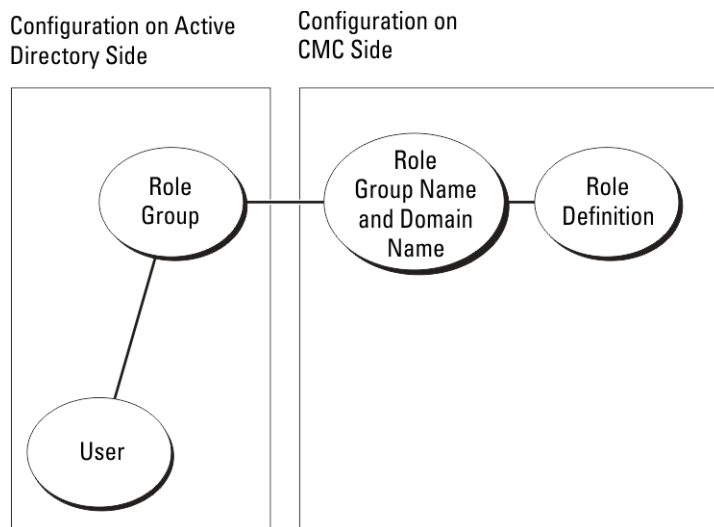 Configuration on Active
Directory Side
Configuration on
CMC Side
Role
Group
Role
Group Name
and Domain
Name
Role
Definition
User